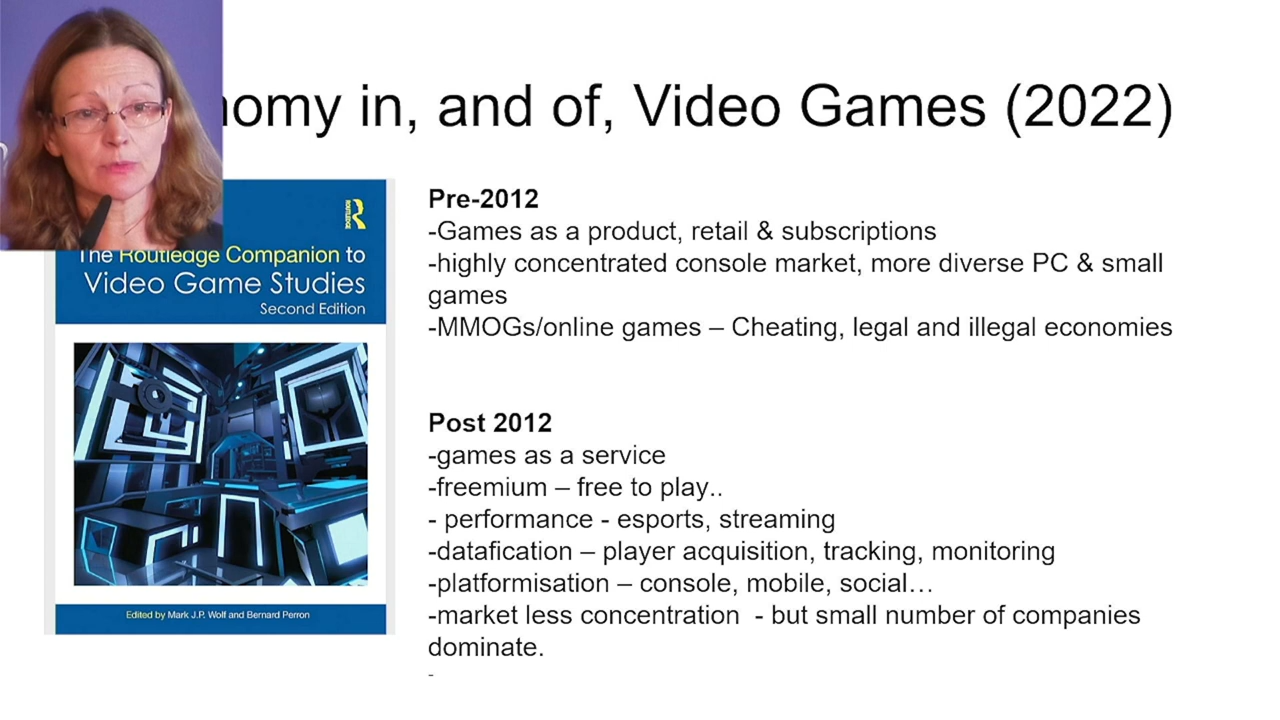 nomy in, and of, Video Games (2022)
The Routledge Companion to
Video Game Studies
Second Edition
Edited by Mark J.P. Wolf and Bernard Perron
Pre-2012
-Games as a product, retail & subscriptions
-highly concentrated console market, more diverse PC & small
games
-MMOGs/online games – Cheating, legal and illegal economies
Post 2012
-games as a service
-freemium – free to play..
- performance - esports, streaming
-datafication – player acquisition, tracking, monitoring
-platformisation – console, mobile, social…
-market less concentration  - but small number of companies
dominate.
-